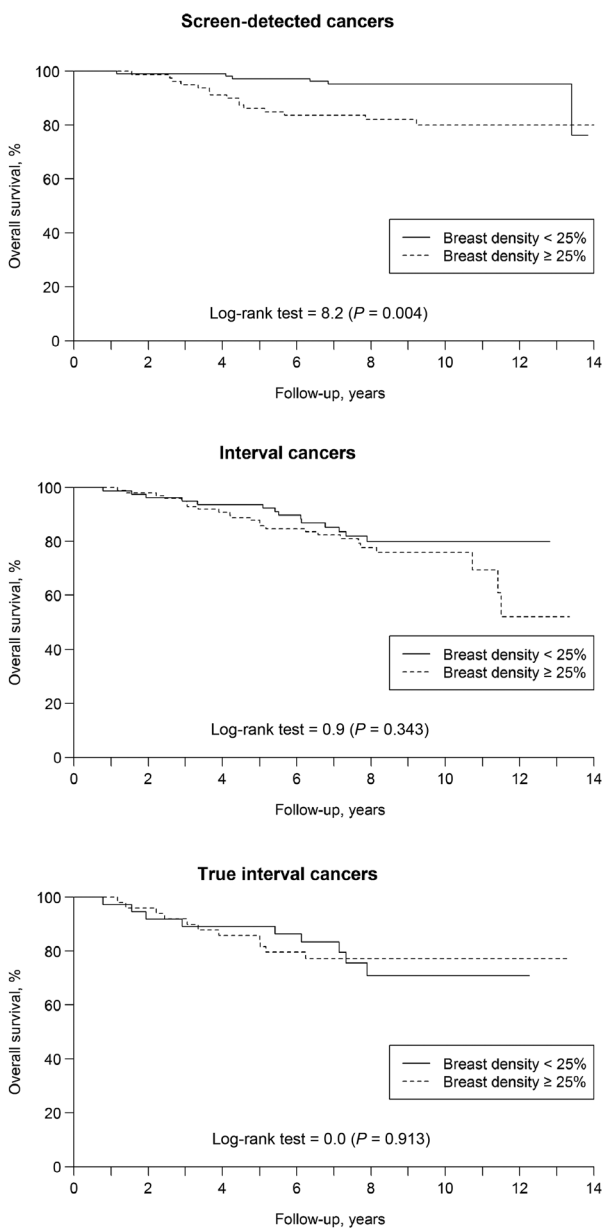 Screen-detected cancers
100
80
60
40
20
0
Overall survival, %
Breast density < 25%
Breast density ≥ 25%
Log-rank test = 8.2 (P = 0.004)
0 2 4 6 8 10 12 14
Follow-up, years
Interval cancers
100
80
60
40
20
0
Overall survival, %
Breast density < 25%
Breast density ≥ 25%
Log-rank test = 0.9 (P = 0.343)
0 2 4 6 8 10 12 14
Follow-up, years
True interval cancers
100
80
60
40
20
0
Overall survival, %
Breast density < 25%
Breast density ≥ 25%
Log-rank test = 0.0 (P = 0.913)
0 2 4 6 8 10 12 14
Follow-up, years